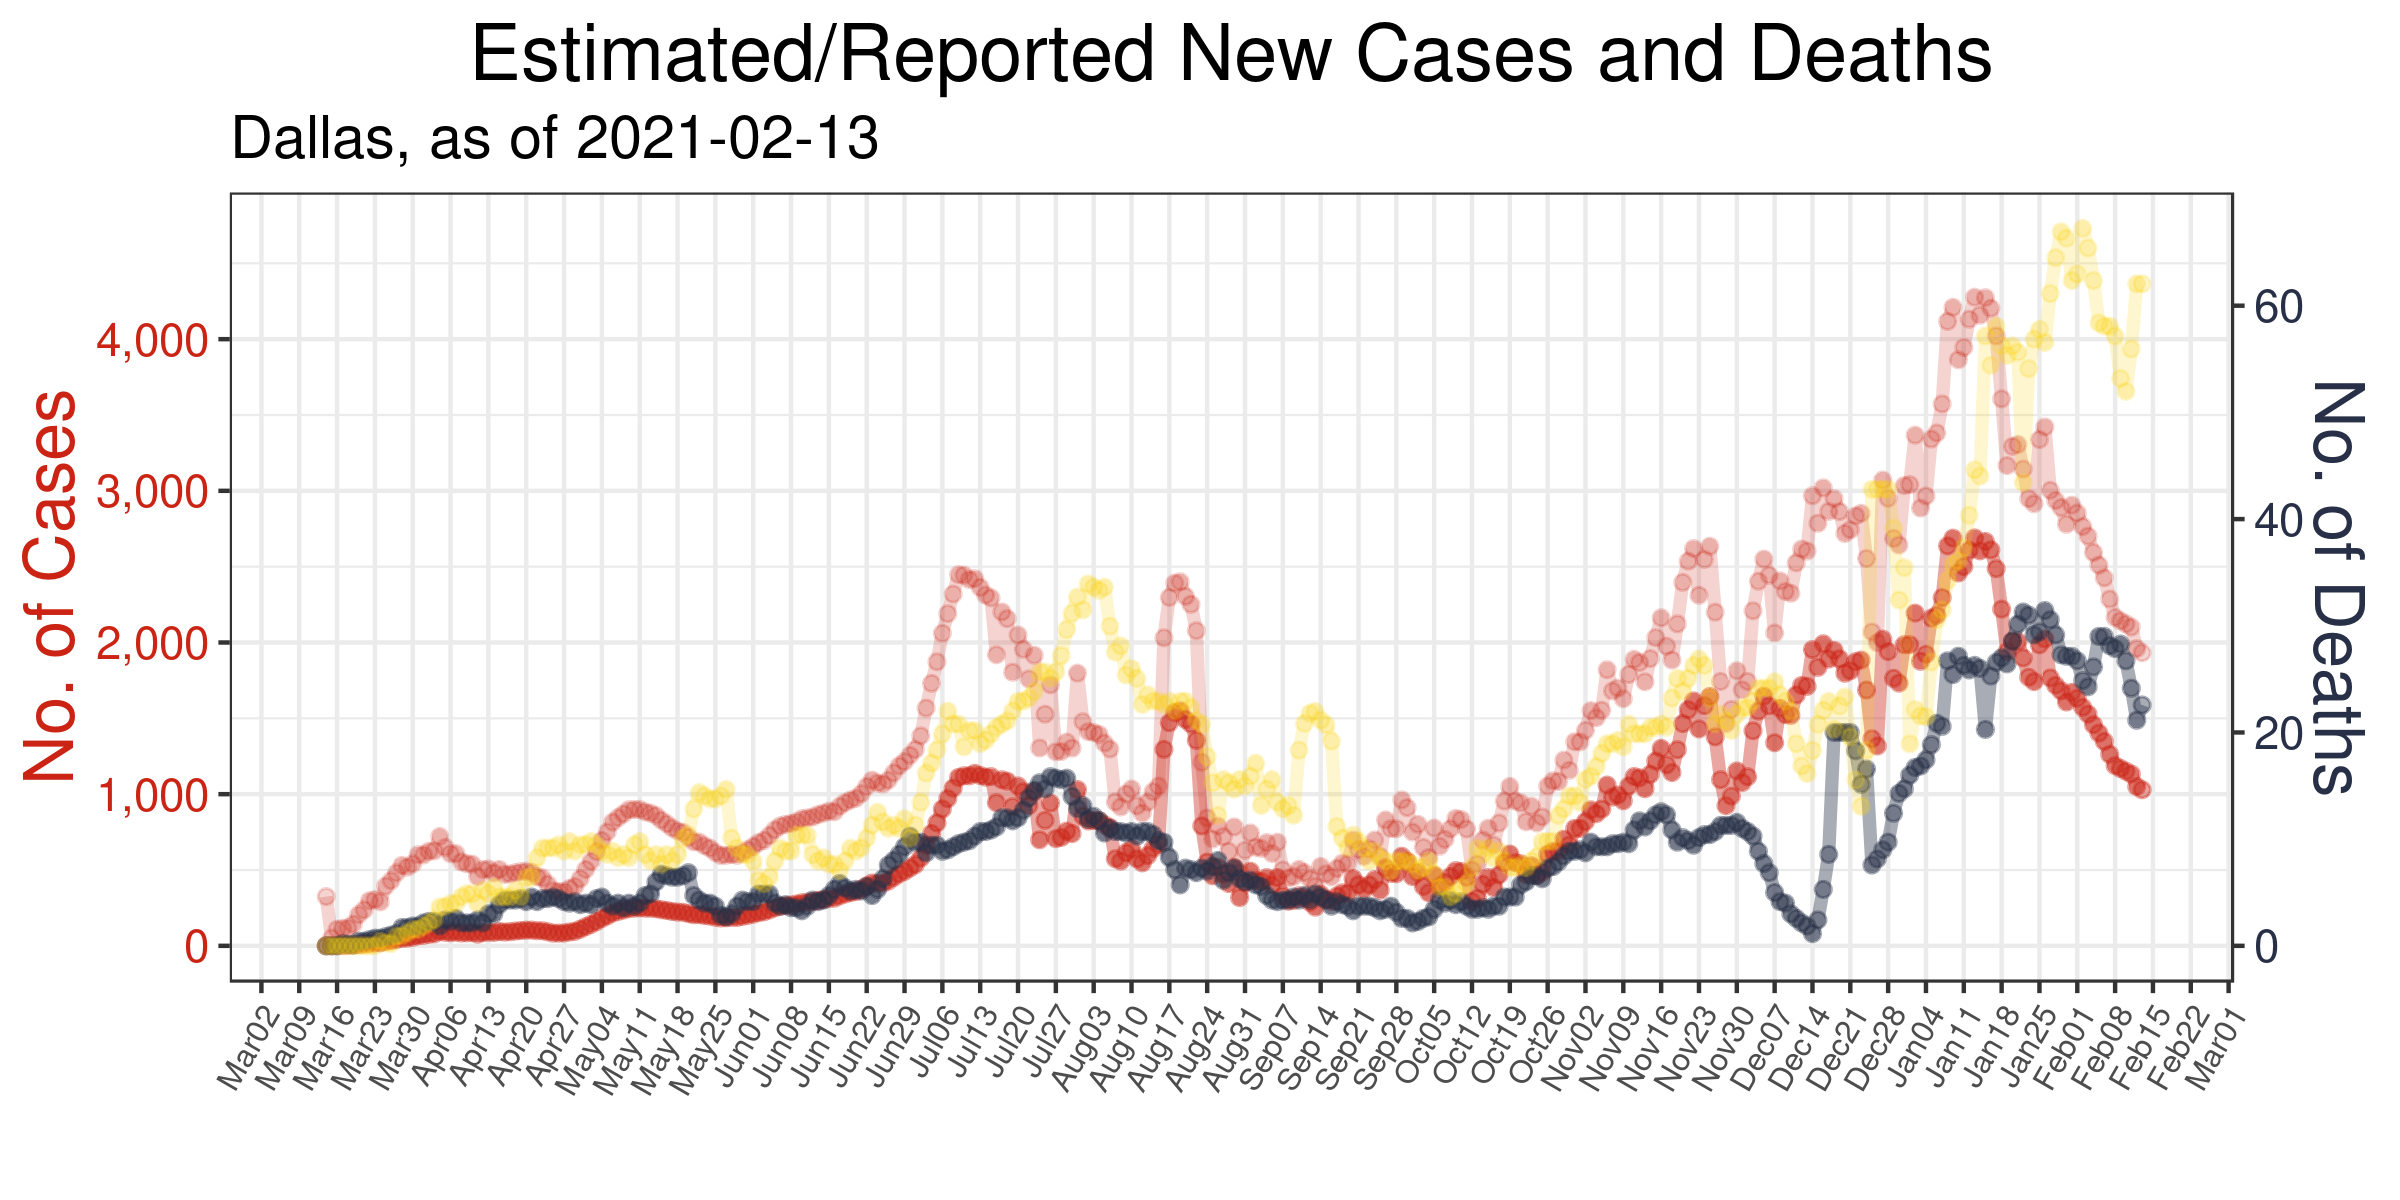 Estimated/Reported New Cases and Deaths
Dallas, as of 2021-02-13
No. of Cases
4,000
3,000
2,000
1,000
0
60
40
20
0
No. of Deaths
Mar02
Mar09
Mar16
Mar23
Mar30
Apr06
Apr13
Apr20
Apr27
May04
May11
May18
May25
Jun01
Jun08
Jun15
Jun22
Jun29
Jul06
Jul13
Jul20
Jul27
Aug03
Aug10
Aug17
Aug24
Aug31
Sep07
Sep14
Sep21
Sep28
Oct05
Oct12
Oct19
Oct26
Nov02
Nov09
Nov16
Nov23
Nov30
Dec07
Dec14
Dec21
Dec28
Jan04
Jan11
Jan18
Jan25
Feb01
Feb08
Feb15
Feb22
Mar01